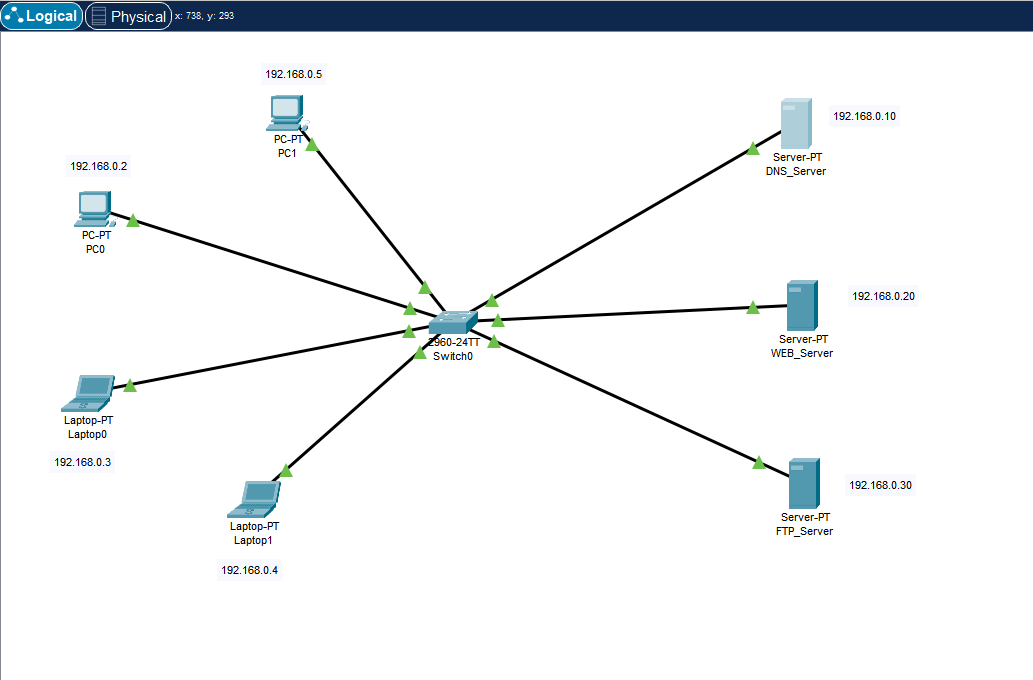 Logical Physical x: 738, y: 293
192.168.0.5
PC-PT
PC1
192.168.0.2
PC-PT
PC0
Laptop-PT
Laptop0
192.168.0.3
Laptop-PT
Laptop1
192.168.0.4
2960-24TT
Switch0
192.168.0.10
Server-PT
DNS_Server
192.168.0.20
Server-PT
WEB_Server
192.168.0.30
Server-PT
FTP_Server